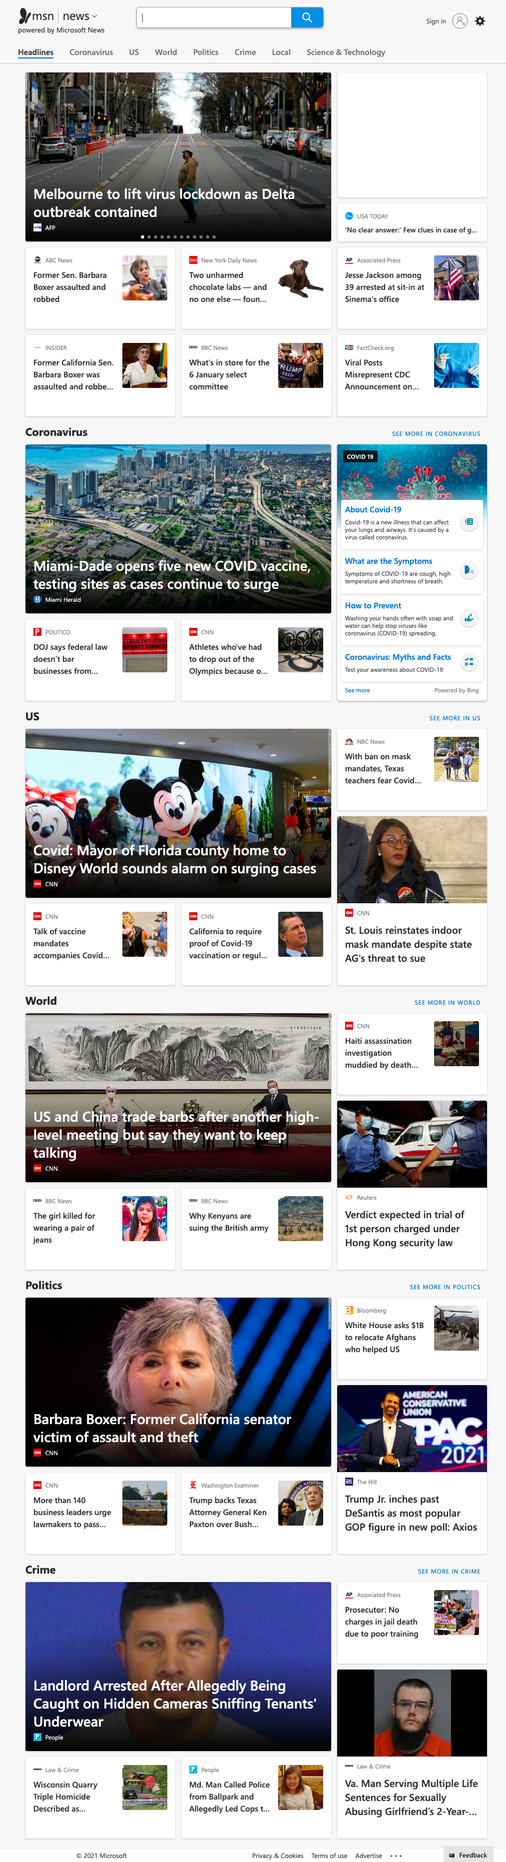 msn news
powered by Microsoft News
Sign in
Headlines Coronavirus US World Politics Crime Local Science & Technology
Melbourne to lift virus lockdown as Delta
outbreak contained
AFP
USA TODAY
'No clear answer:' Few clues in case of g...
ABC News
Former Sen. Barbara
Boxer assaulted and
robbed
New York Daily News
Two unharmed
chocolate labs — and
no one else — foun...
Associated Press
Jesse Jackson among
39 arrested at sit-in at
Sinema's office
INSIDER
Former California Sen.
Barbara Boxer was
assaulted and robbe...
BBC News
What's in store for the
6 January select
committee
TRUMP
FactCheck.org
Viral Posts
Misrepresent CDC
Announcement on...
Coronavirus
SEE MORE IN CORONAVIRUS
Miami-Dade opens five new COVID vaccine,
testing sites as cases continue to surge
Miami Herald
COVID 19
About Covid-19
Covid-19 is a new illness that can affect
your lungs and airways. It's caused by a
virus called coronavirus.
What are the Symptoms
Symptoms of COVID-19 are cough, high
temperature and shortness of breath.
How to Prevent
Washing your hands often with soap and
water can help stop viruses like
coronavirus (COVID-19) spreading.
Coronavirus: Myths and Facts
Test your awareness about COVID-19.
See more
Powered by Bing
POLITICO
DOJ says federal law
doesn't bar
businesses from...
CNN
Athletes who've had
to drop out of the
Olympics because o...
US
SEE MORE IN US
Covid: Mayor of Florida county home to
Disney World sounds alarm on surging cases
CNN
NBC News
With ban on mask
mandates, Texas
teachers fear Covid...
CNN
St. Louis reinstates indoor
mask mandate despite state
AG's threat to sue
CNN
Talk of vaccine
mandates
accompanies Covid...
CNN
California to require
proof of Covid-19
vaccination or regul...
World
SEE MORE IN WORLD
US and China trade barbs after another high-
level meeting but say they want to keep
talking
CNN
CNN
Haiti assassination
investigation
muddied by death...
Reuters
Verdict expected in trial of
1st person charged under
Hong Kong security law
BBC News
The girl killed for
wearing a pair of
jeans
BBC News
Why Kenyans are
suing the British army
Politics
SEE MORE IN POLITICS
Barbara Boxer: Former California senator
victim of assault and theft
CNN
Bloomberg
White House asks $1B
to relocate Afghans
who helped US
AMERICAN
CONSERVATIVE
UNION
PAC
2021
The Hill
Trump Jr. inches past
DeSantis as most popular
GOP figure in new poll: Axios
CNN
More than 140
business leaders urge
lawmakers to pass...
Washington Examiner
Trump backs Texas
Attorney General Ken
Paxton over Bush...
Crime
SEE MORE IN CRIME
Landlord Arrested After Allegedly Being
Caught on Hidden Cameras Sniffing Tenants'
Underwear
People
Associated Press
Prosecutor: No
charges in jail death
due to poor training
Law & Crime
Va. Man Serving Multiple Life
Sentences for Sexually
Abusing Girlfriend's 2-Year-...
Law & Crime
Wisconsin Quarry
Triple Homicide
Described as...
People
Md. Man Called Police
from Ballpark and
Allegedly Led Cops t...
© 2021 Microsoft
Privacy & Cookies Terms of use Advertise ...
Feedback